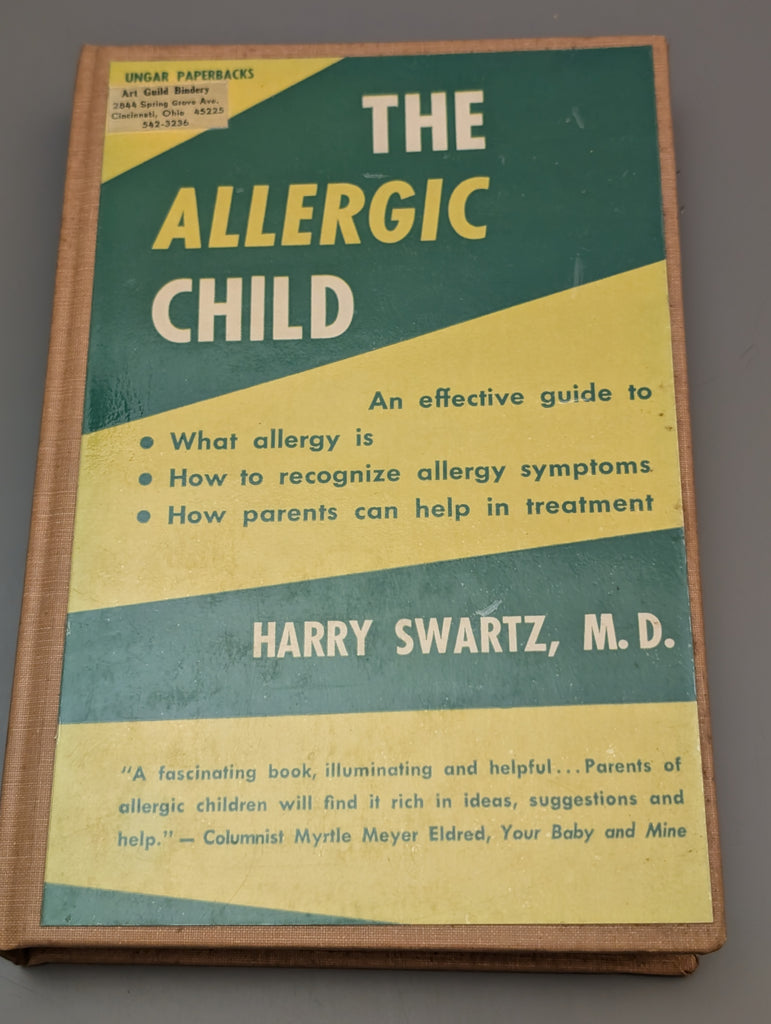 UNGAR PAPERBACKS
Art Guild Bindery
2844 Spring Grove Ave.
Cincinnati, Ohio 45225
542-3236
THE
ALLERGIC
CHILD
An effective guide to
• What allergy is
• How to recognize allergy symptoms
• How parents can help in treatment
HARRY SWARTZ, M.D.
"A fascinating book, illuminating and helpful...Parents of
allergic children will find it rich in ideas, suggestions and
help." — Columnist Myrtle Meyer Eldred, Your Baby and Mine